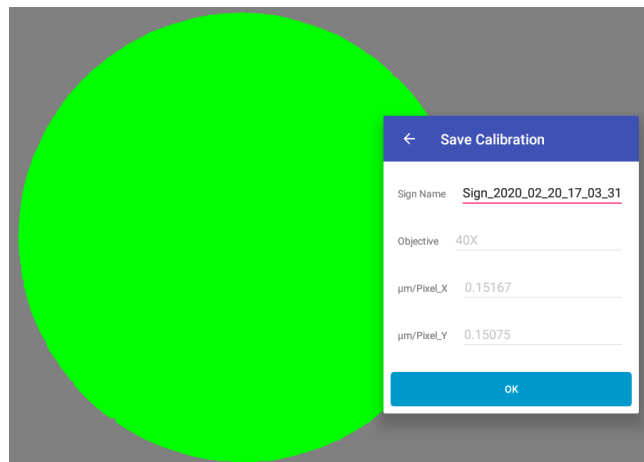 ← Save Calibration
Sign Name Sign_2020_02_20_17_03_31
Objective 40X
μm/Pixel_X 0.15167
μm/Pixel_Y 0.15075
OK